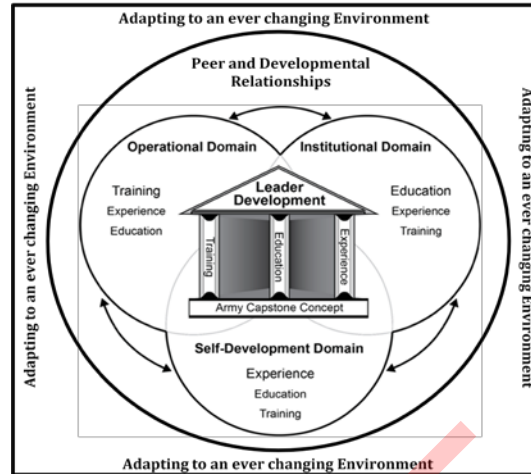 Adapting to an ever changing Environment
Peer and Developmental
Relationships
Adapting to an ever changing Environment
Adapting to an ever changing Environment
Operational Domain
Institutional Domain
Training
Experience
Education
Leader
Development
Training
Education
Experience
Army Capstone Concept
Education
Experience
Training
Self-Development Domain
Experience
Education
Training
Adapting to an ever changing Environment